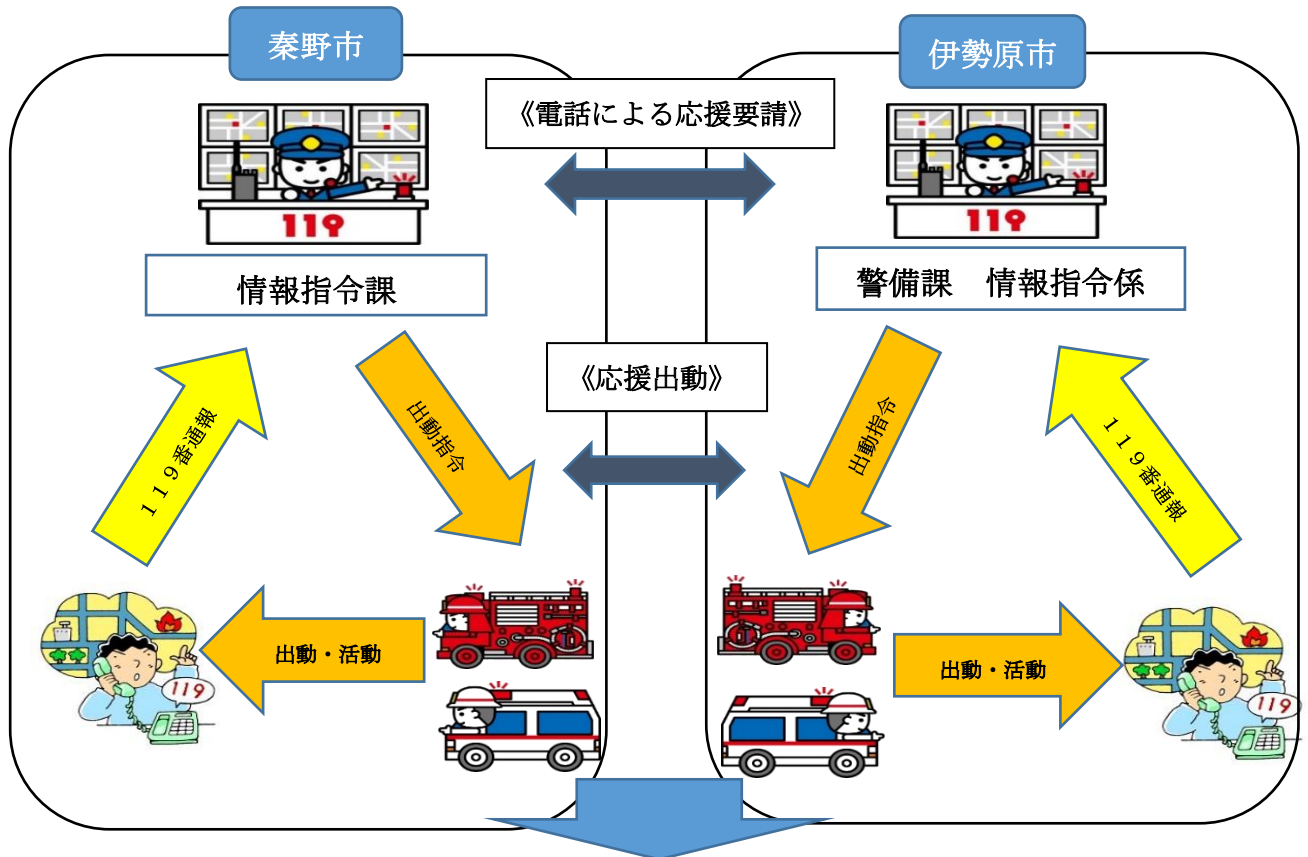 秦野市
伊勢原市
《電話による応援要請》
119
119
情報指令課
警備課　情報指令係
《応援出動》
１１９番通報
出動指令
出動指令
１１９番通報
出動・活動
出動・活動
119
119